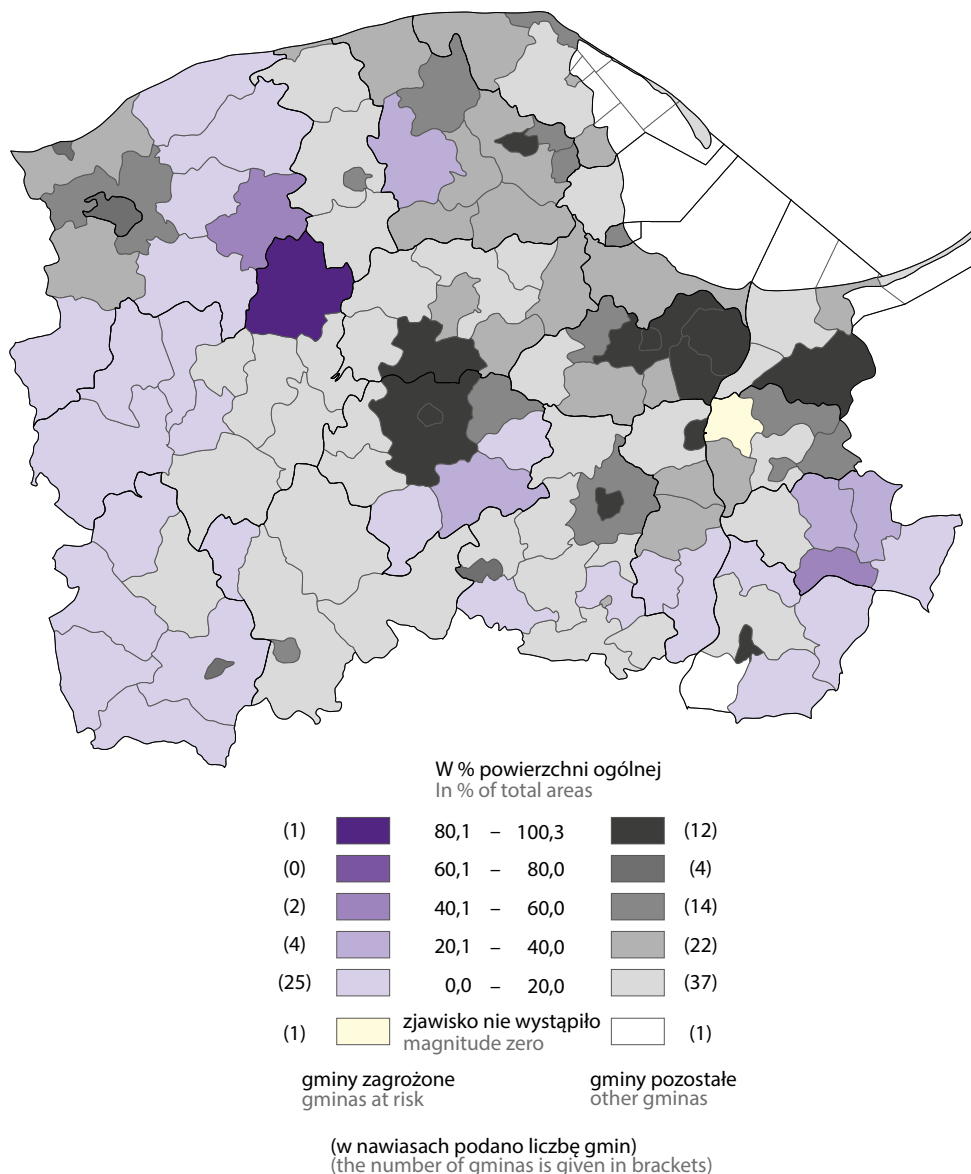 W % powierzchni ogólnej
In % of total areas
(1) 80,1 – 100,3 (12)
(0) 60,1 – 80,0 (4)
(2) 40,1 – 60,0 (14)
(4) 20,1 – 40,0 (22)
(25) 0,0 – 20,0 (37)
(1) zjawisko nie wystąpiło (1)
magnitude zero
gminy zagrożone gminy pozostałe
gminas at risk other gminas
(w nawiasach podano liczbę gmin)
(the number of gminas is given in brackets)